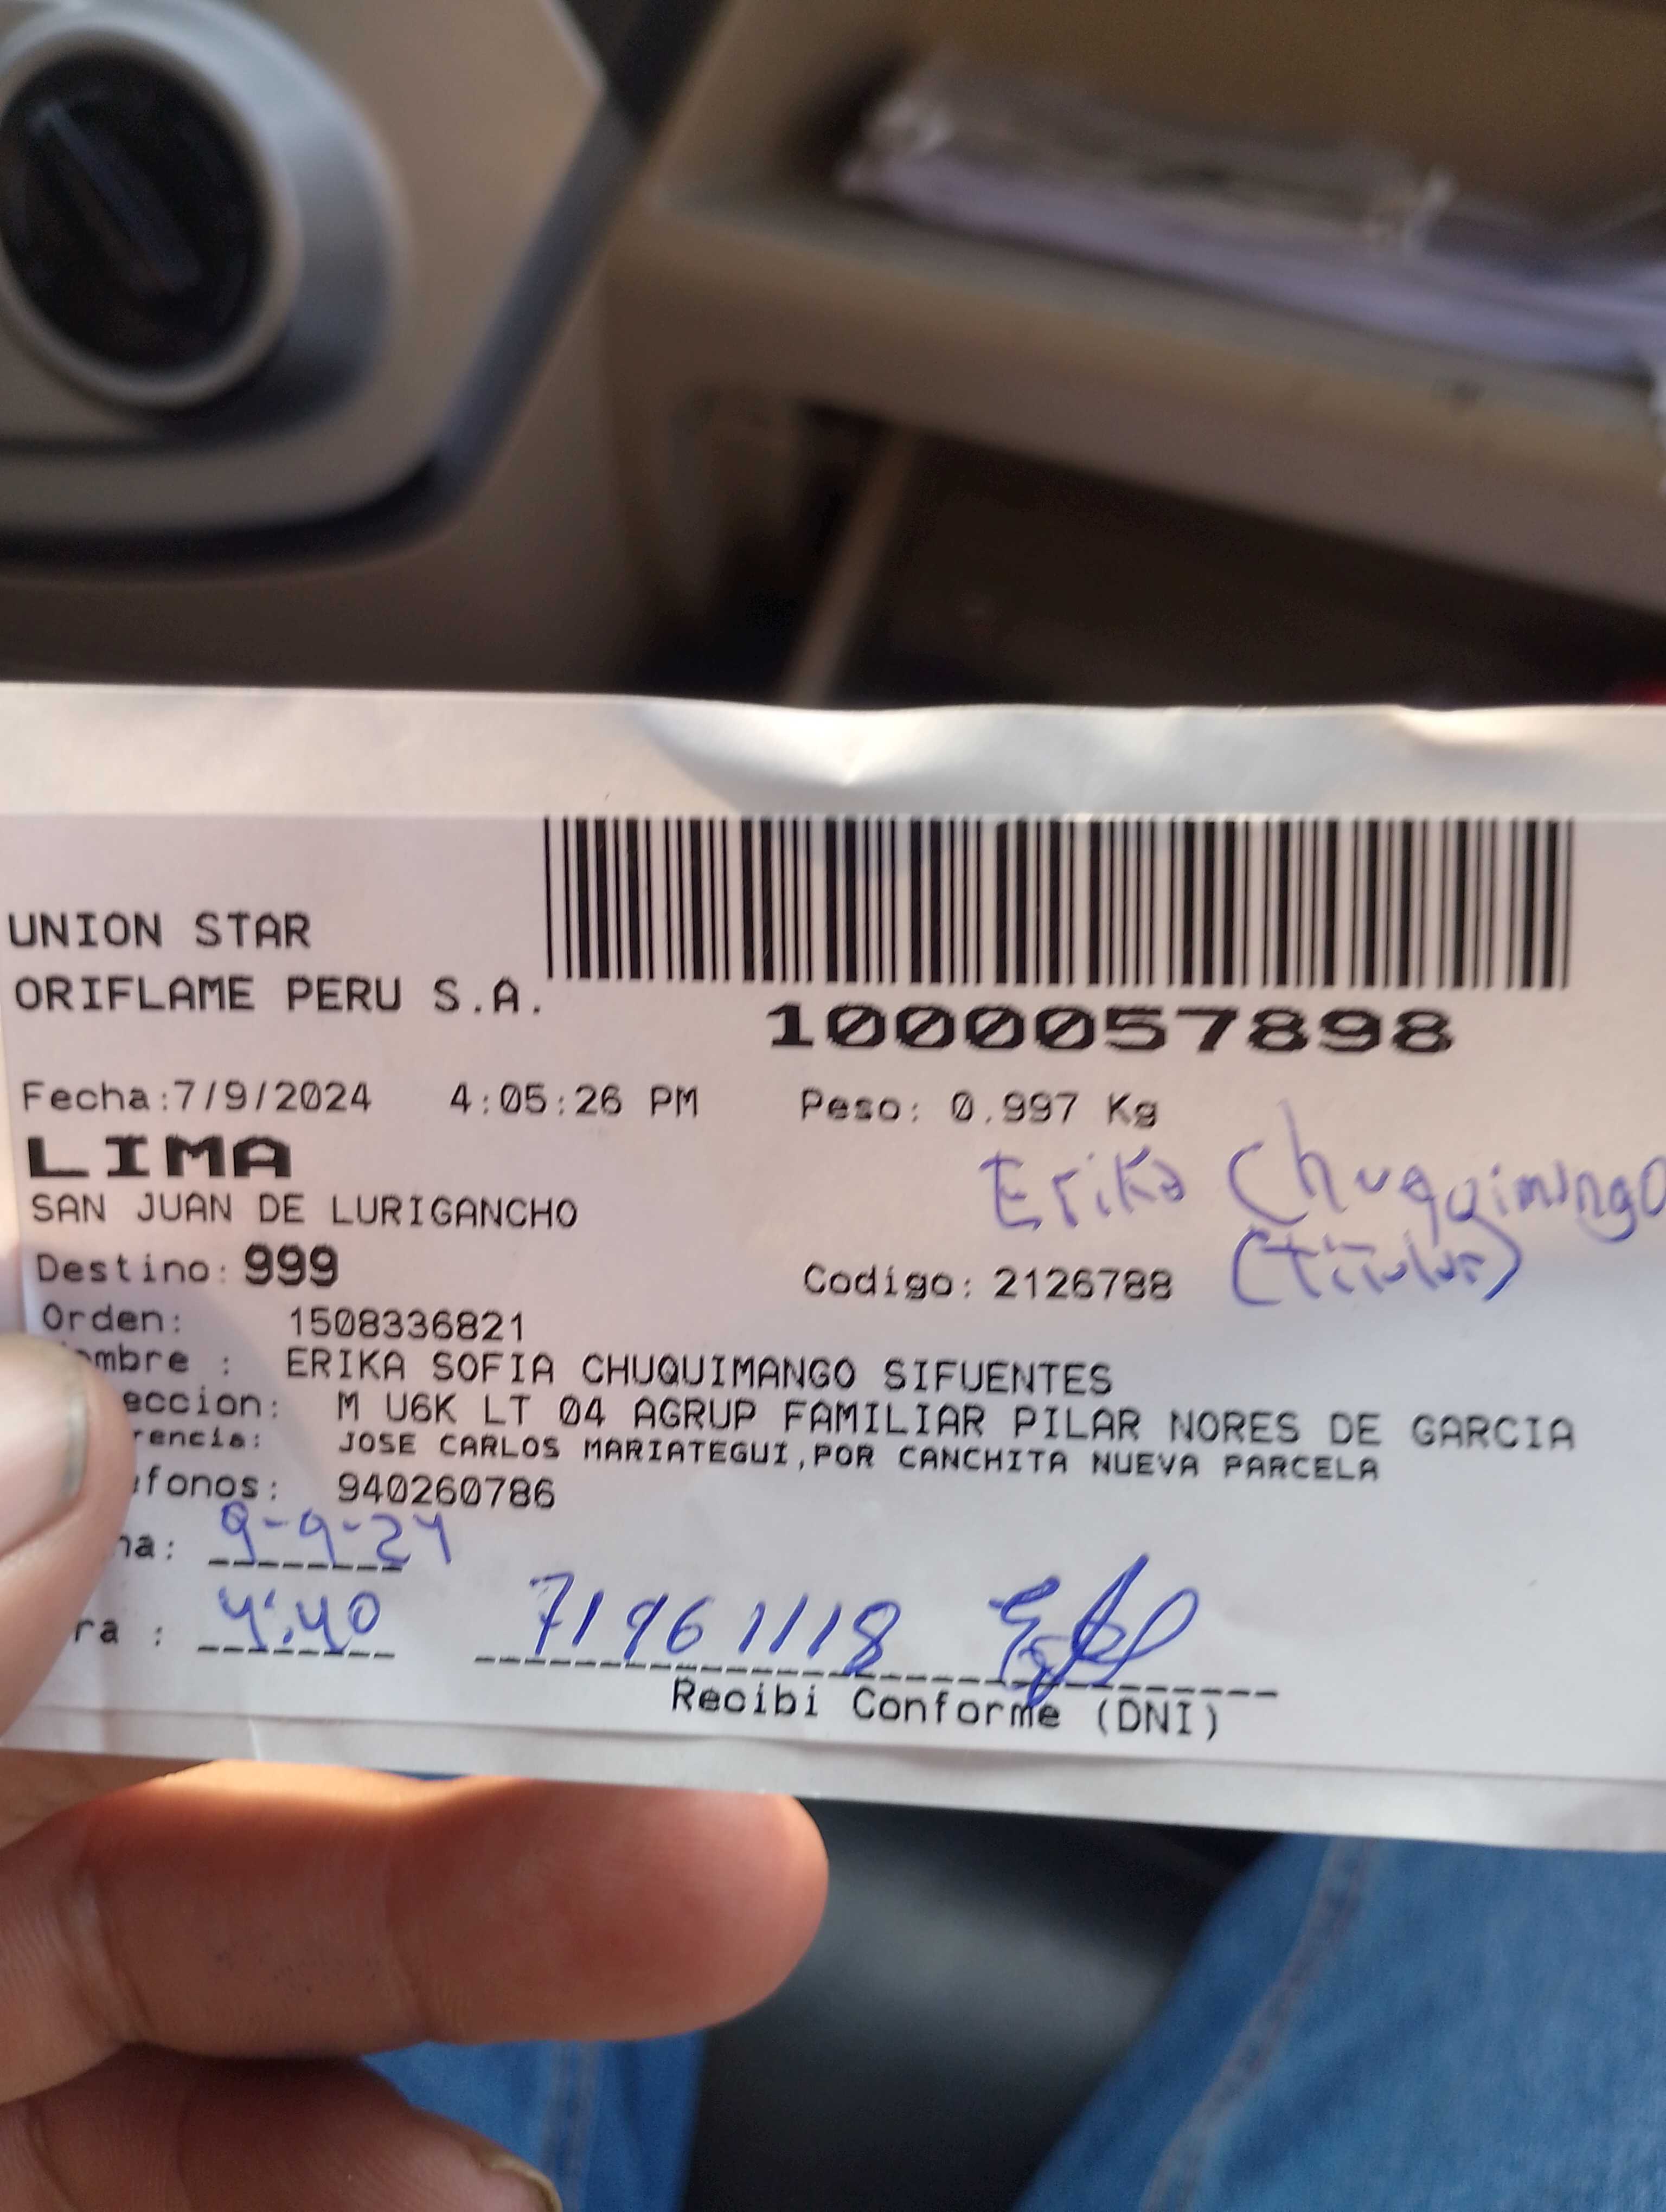 UNION STAR
ORIFLAME PERU S.A.
1000057898
Fecha:7/9/2024 4:05:26 PM Peso: 0.997 Kg
LIMA
Erika Chuquimango
SAN JUAN DE LURIGANCHO
(titular)
Destino: 999 Codigo: 2126788
Orden: 1508336821
ombre : ERIKA SOFIA CHUQUIMANGO SIFUENTES
eccion: M U6K LT 04 AGRUP FAMILIAR PILAR NORES DE GARCIA
rencia: JOSE CARLOS MARIATEGUI,POR CANCHITA NUEVA PARCELA
efonos: 940260786
ha: 9-9-24
ra : 4:40 71961118
Recibi Conforme (DNI)